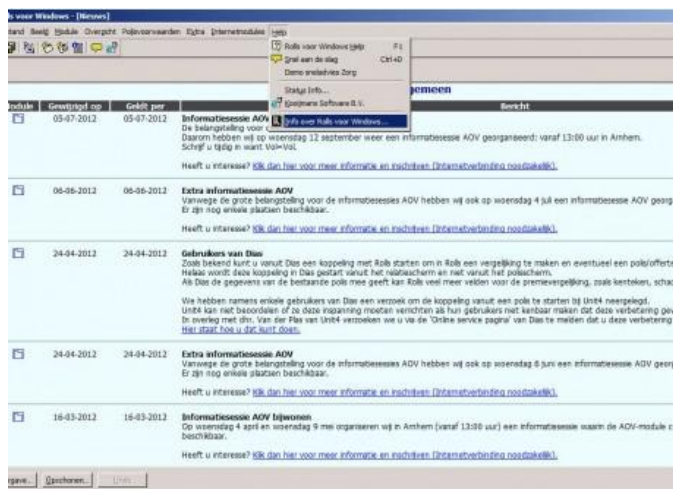 ls voor Windows - [Nieuws]
tand Beeld Module Overzicht Polisvoorwaarden Extra Internetmodules Help
Rolls voor Windows Help F1
Snel aan de slag Ctrl+D
Demo sneladvies Zorg
Status Info...
Kooijmans Software B.V.
Info over Rolls voor Windows...
gemeen
Module Gewijzigd op Geldt per Bericht
03-07-2012 03-07-2012 Informatiesessie AOV
De belangstelling voor
Daarom hebben wij op woensdag 12 september weer een informatiesessie AOV georganiseerd: vanaf 13:00 uur in Arnhem.
Schrijf u tijdig in want Vol=Vol.
Heeft u interesse? Klik dan hier voor meer informatie en inschrijven (Internetverbinding noodzakelijk).
06-06-2012 06-06-2012 Extra informatiesessie AOV
Vanwege de grote belangstelling voor de informatiesessies AOV hebben wij ook op woensdag 4 juli een informatiesessie AOV georg
Er zijn nog enkele plaatsen beschikbaar.
Heeft u interesse? Klik dan hier voor meer informatie en inschrijven (Internetverbinding noodzakelijk).
24-04-2012 24-04-2012 Gebruikers van Dias
Zoals bekend kunt u vanuit Dias een koppeling met Rolls starten om in Rolls een vergelijking te maken en eventueel een polis/offerte
Helaas wordt deze koppeling in Dias gestart vanuit het relatiescherm en niet vanuit het polisscherm.
Als Dias de gegevens van de bestaande polis mee geeft kan Rolls veel meer velden voor de premievergelijking, zoals kenteken, schad
We hebben namens enkele gebruikers van Dias een verzoek om de koppeling vanuit een polis te starten bij Unit4 neergelegd.
Unit4 kan niet beoordelen of ze deze inspanning moeten verrichten als hun gebruikers niet kenbaar maken dat deze verbetering gew
In overleg met dhr. Van der Plas van Unit4 verzoeken we u via de 'Online service pagina' van Dias te melden dat u deze verbetering
Hier staat hoe u dat kunt doen.
24-04-2012 24-04-2012 Extra informatiesessie AOV
Vanwege de grote belangstelling voor de informatiesessies AOV hebben wij ook op woensdag 6 juni een informatiesessie AOV georg
Er zijn nog enkele plaatsen beschikbaar.
Heeft u interesse? Klik dan hier voor meer informatie en inschrijven (Internetverbinding noodzakelijk).
16-03-2012 16-03-2012 Informatiesessie AOV bijwonen
Op woensdag 4 april en woensdag 9 mei organiseren wij in Arnhem (vanaf 13:00 uur) een informatiesessie waarin de AOV-module c
beschikbaar.
Heeft u interesse? Klik dan hier voor meer informatie en inschrijven (Internetverbinding noodzakelijk).
rgave... Opschonen...